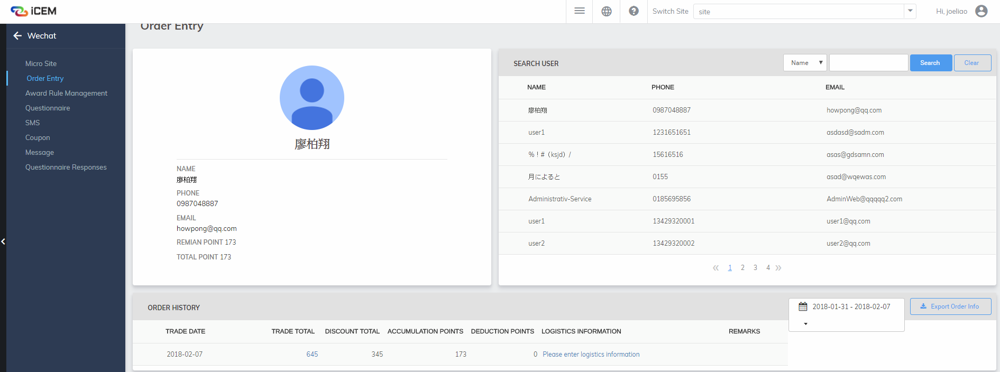 iCEM
Switch Site site Hi, joeliao
Order Entry
Wechat
Micro Site
Order Entry
Award Rule Management
Questionnaire
SMS
Coupon
Message
Questionnaire Responses
廖柏翔
NAME
廖柏翔
PHONE
0987048887
EMAIL
howpong@qq.com
REMIAN POINT 173
TOTAL POINT 173
SEARCH USER Name Search Clear
NAME PHONE EMAIL
廖柏翔 0987048887 howpong@qq.com
user1 1231651651 asdasd@sadm.com
%！#（ksjd）/ 15616516 asas@gdsamn.com
月によると 0155 asad@wqewas.com
Administrativ-Service 0185695856 AdminWeb@qqqqq2.com
user1 13429320001 user1@qq.com
user2 13429320002 user2@qq.com
« 1 2 3 4 »
ORDER HISTORY 2018-01-31 - 2018-02-07 Export Order Info
TRADE DATE TRADE TOTAL DISCOUNT TOTAL ACCUMULATION POINTS DEDUCTION POINTS LOGISTICS INFORMATION REMARKS
2018-02-07 645 345 173 0 Please enter logistics information